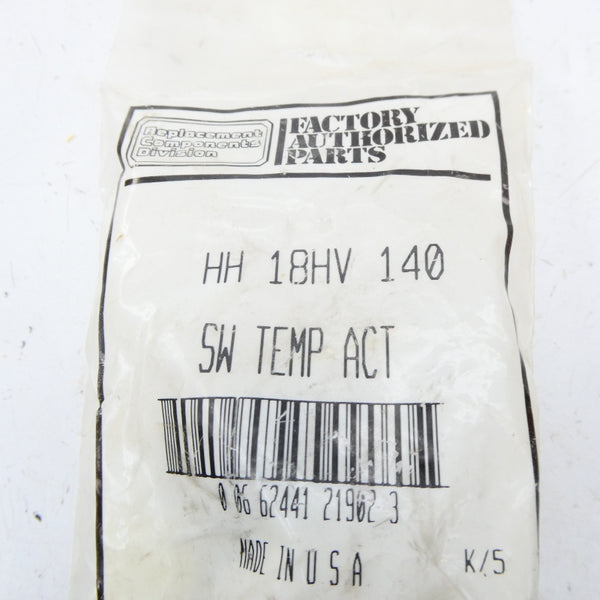 Replacement
Components
Division
FACTORY
AUTHORIZED
PARTS
HH 18HV 140
SW TEMP ACT
0 86 62441 21902 3
MADE IN U S A
K/5